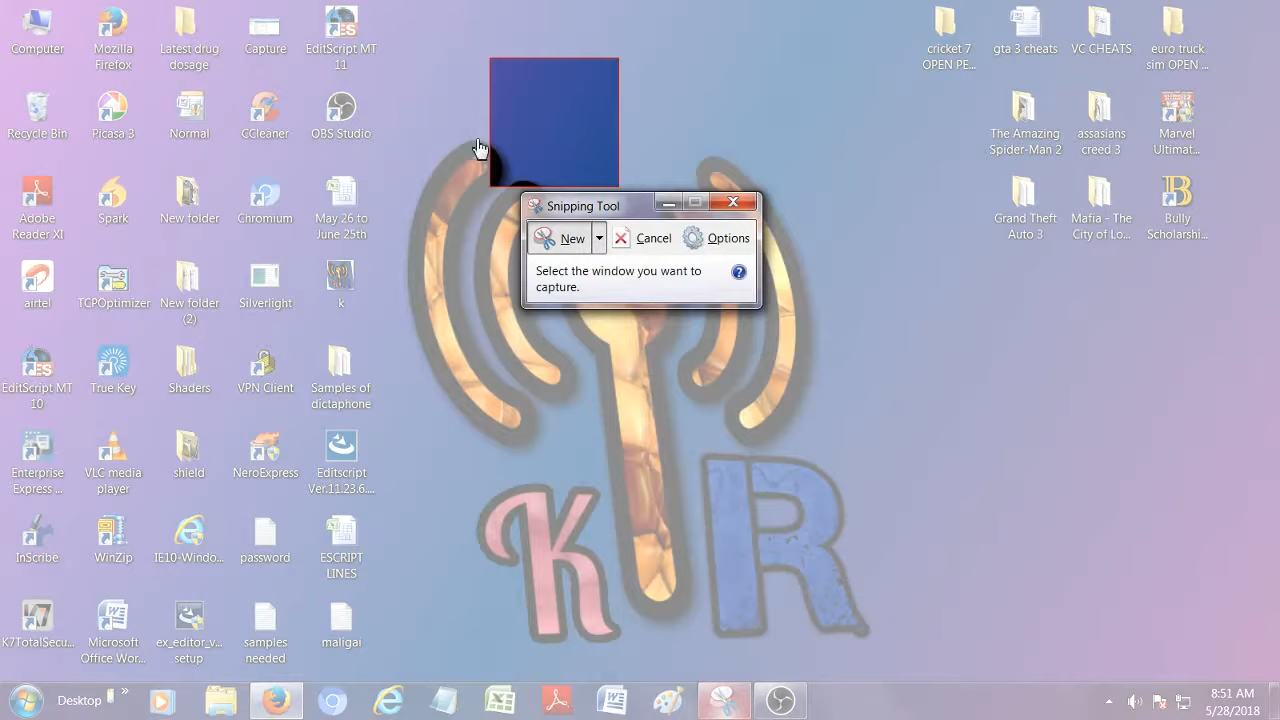 Computer
Mozilla
Firefox
Latest drug
dosage
Capture
EditScript MT
11
cricket 7
OPEN PE...
gta 3 cheats
VC CHEATS
euro truck
sim OPEN ...
Recycle Bin
Picasa 3
Normal
CCleaner
OBS Studio
The Amazing
Spider-Man 2
assasians
creed 3
Marvel
Ultimat...
Adobe
Reader XI
Spark
New folder
Chromium
May 26 to
June 25th
Grand Theft
Auto 3
Mafia - The
City of Lo...
Bully
Scholarshi...
Snipping Tool
New
Cancel
Options
Select the window you want to
capture.
airtel
TCPOptimizer
New folder
(2)
Silverlight
k
EditScript MT
10
True Key
Shaders
VPN Client
Samples of
dictaphone
Enterprise
Express ...
VLC media
player
shield
NeroExpress
Editscript
Ver.11.23.6....
InScribe
WinZip
IE10-Windo...
password
ESCRIPT
LINES
K7TotalSecu...
Microsoft
Office Wor...
ex_editor_v...
setup
samples
needed
maligai
K R
Desktop
»
8:51 AM
5/28/2018